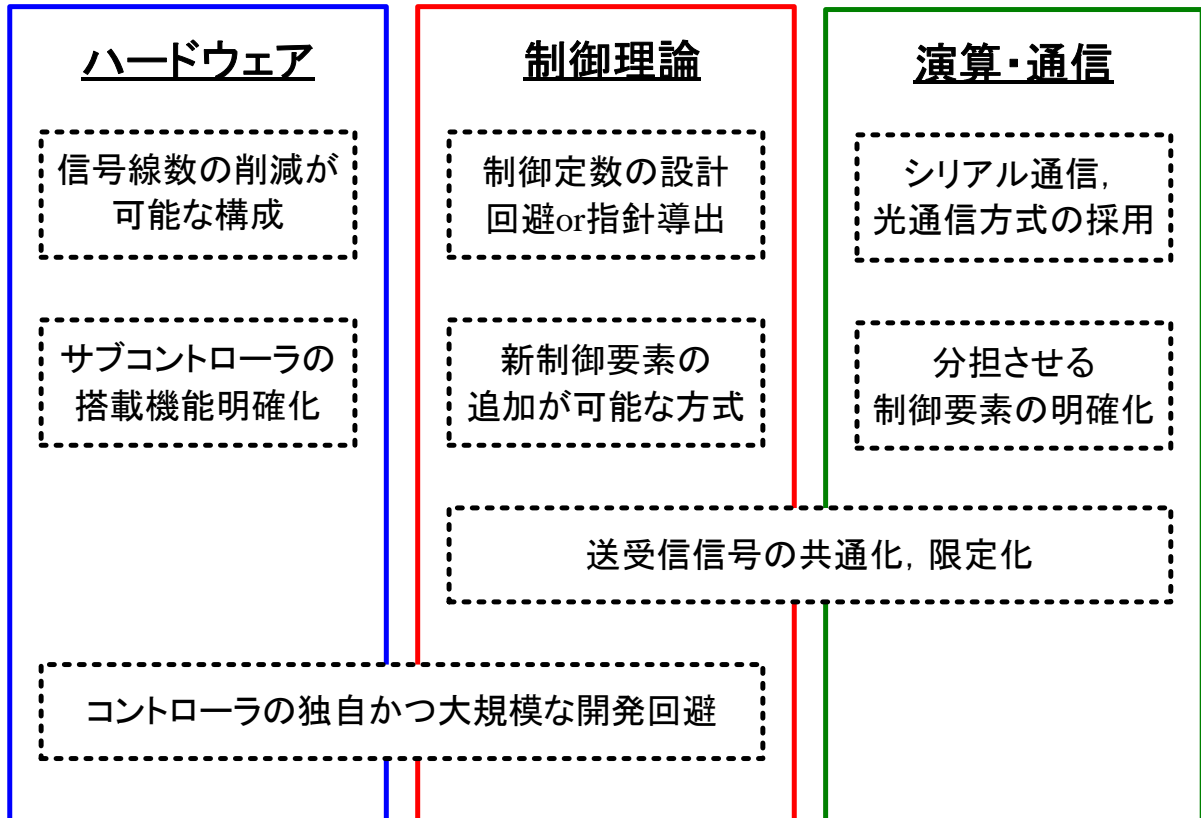 ハードウェア
信号線数の削減が
可能な構成
サブコントローラの
搭載機能明確化
制御理論
制御定数の設計
回避or指針導出
新制御要素の
追加が可能な方式
演算・通信
シリアル通信,
光通信方式の採用
分担させる
制御要素の明確化
送受信信号の共通化, 限定化
コントローラの独自かつ大規模な開発回避